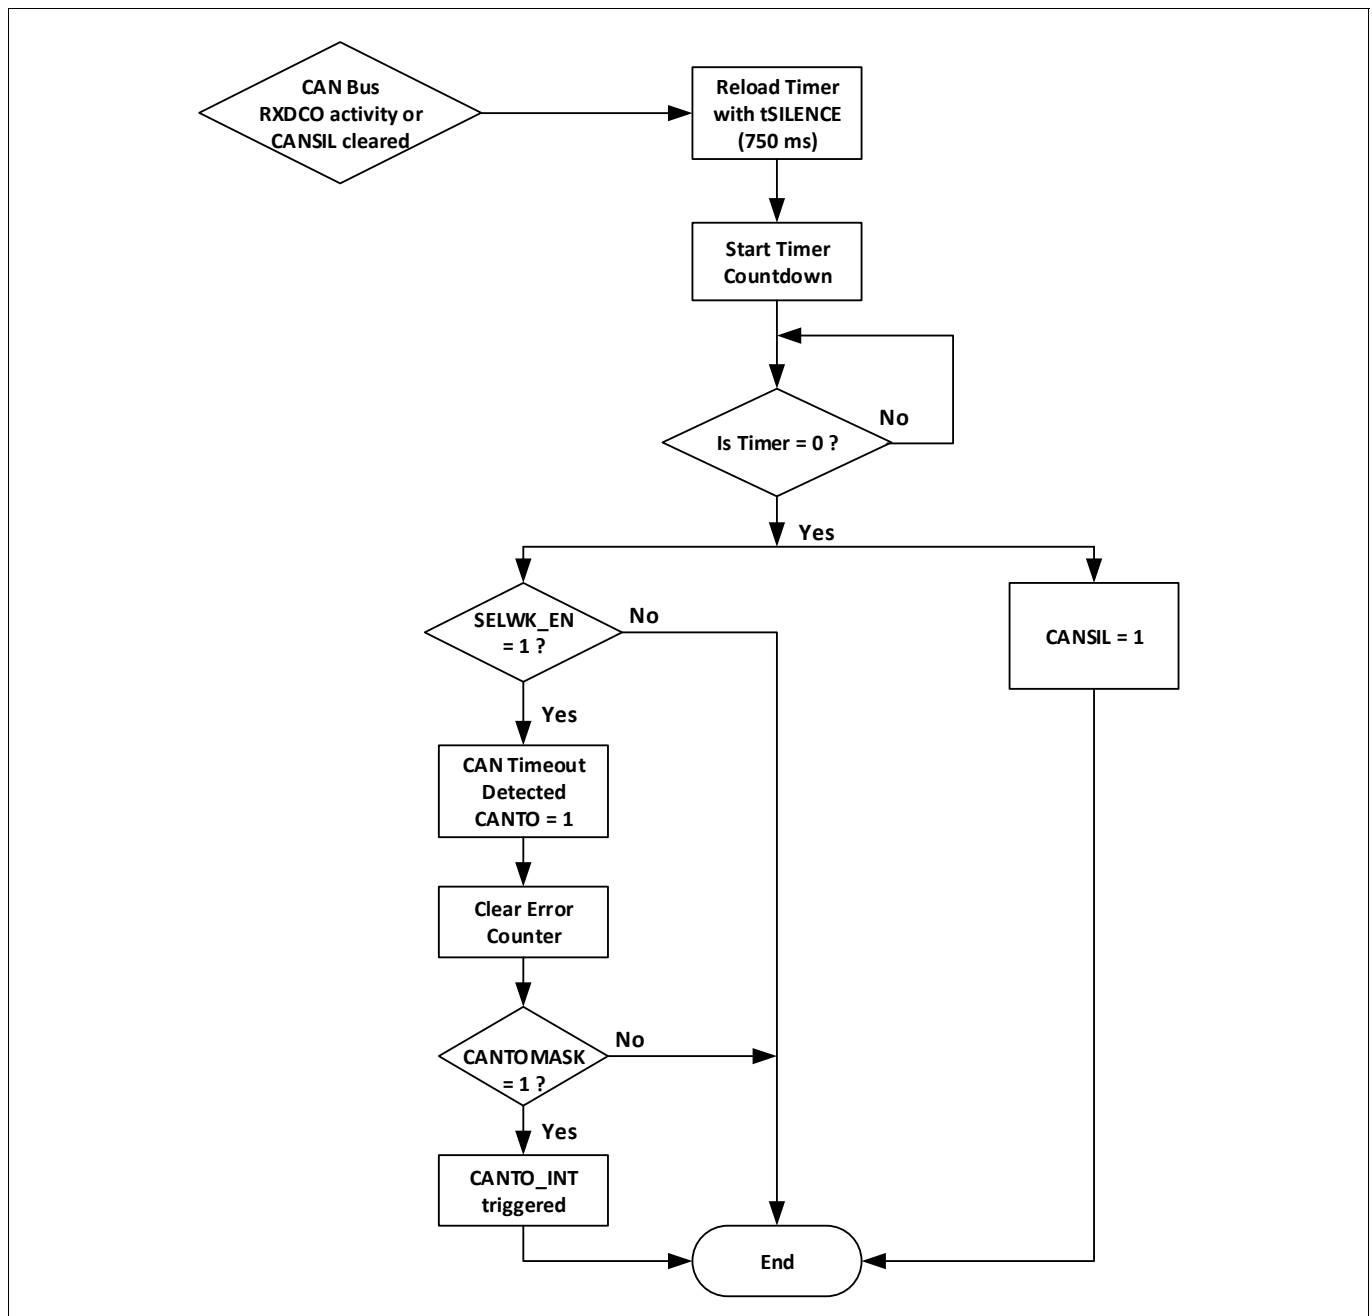 CAN Bus
RXDCO activity or
CANSIL cleared
Reload Timer
with tSILENCE
(750 ms)
Start Timer
Countdown
Is Timer = 0 ?
No
Yes
SELWK_EN
= 1 ?
No
CANSIL = 1
Yes
CAN Timeout
Detected
CANTO = 1
Clear Error
Counter
CANTOMASK
= 1 ?
No
Yes
CANTO_INT
triggered
End